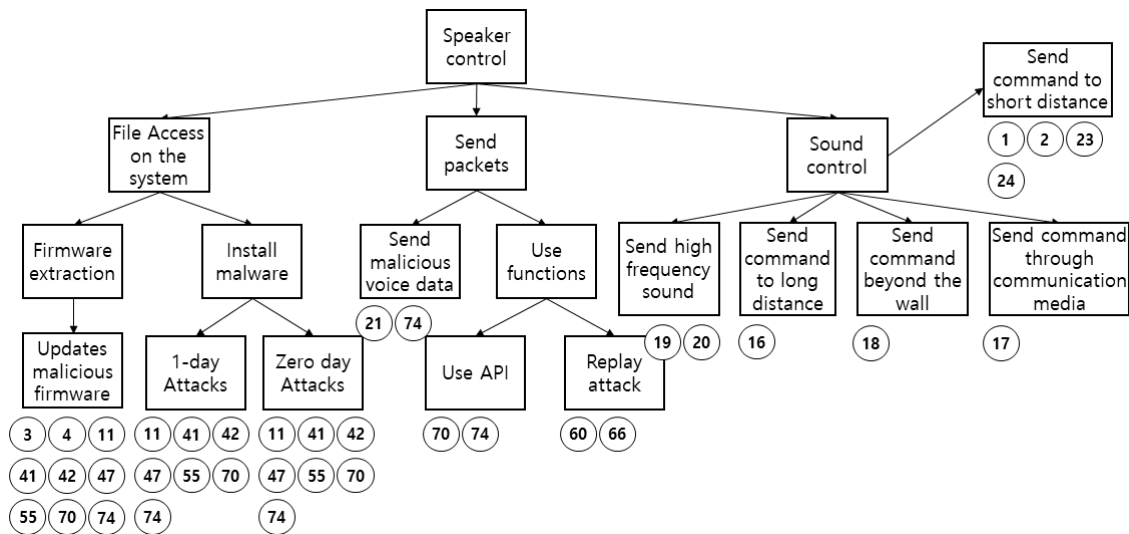 Speaker
control
Send
command to
short distance
1 2 23
24
File Access
on the
system
Send
packets
Sound
control
Firmware
extraction
Install
malware
Send
malicious
voice data
21 74
Use
functions
Send high
frequency
sound
19 20
Send
command
to long
distance
16
Send
command
beyond the
wall
18
Send command
through
communication
media
17
Updates
malicious
firmware
3 4 11
41 42 47
55 70 74
1-day
Attacks
11 41 42
47 55 70
74
Zero day
Attacks
11 41 42
47 55 70
74
Use API
70 74
Replay
attack
60 66